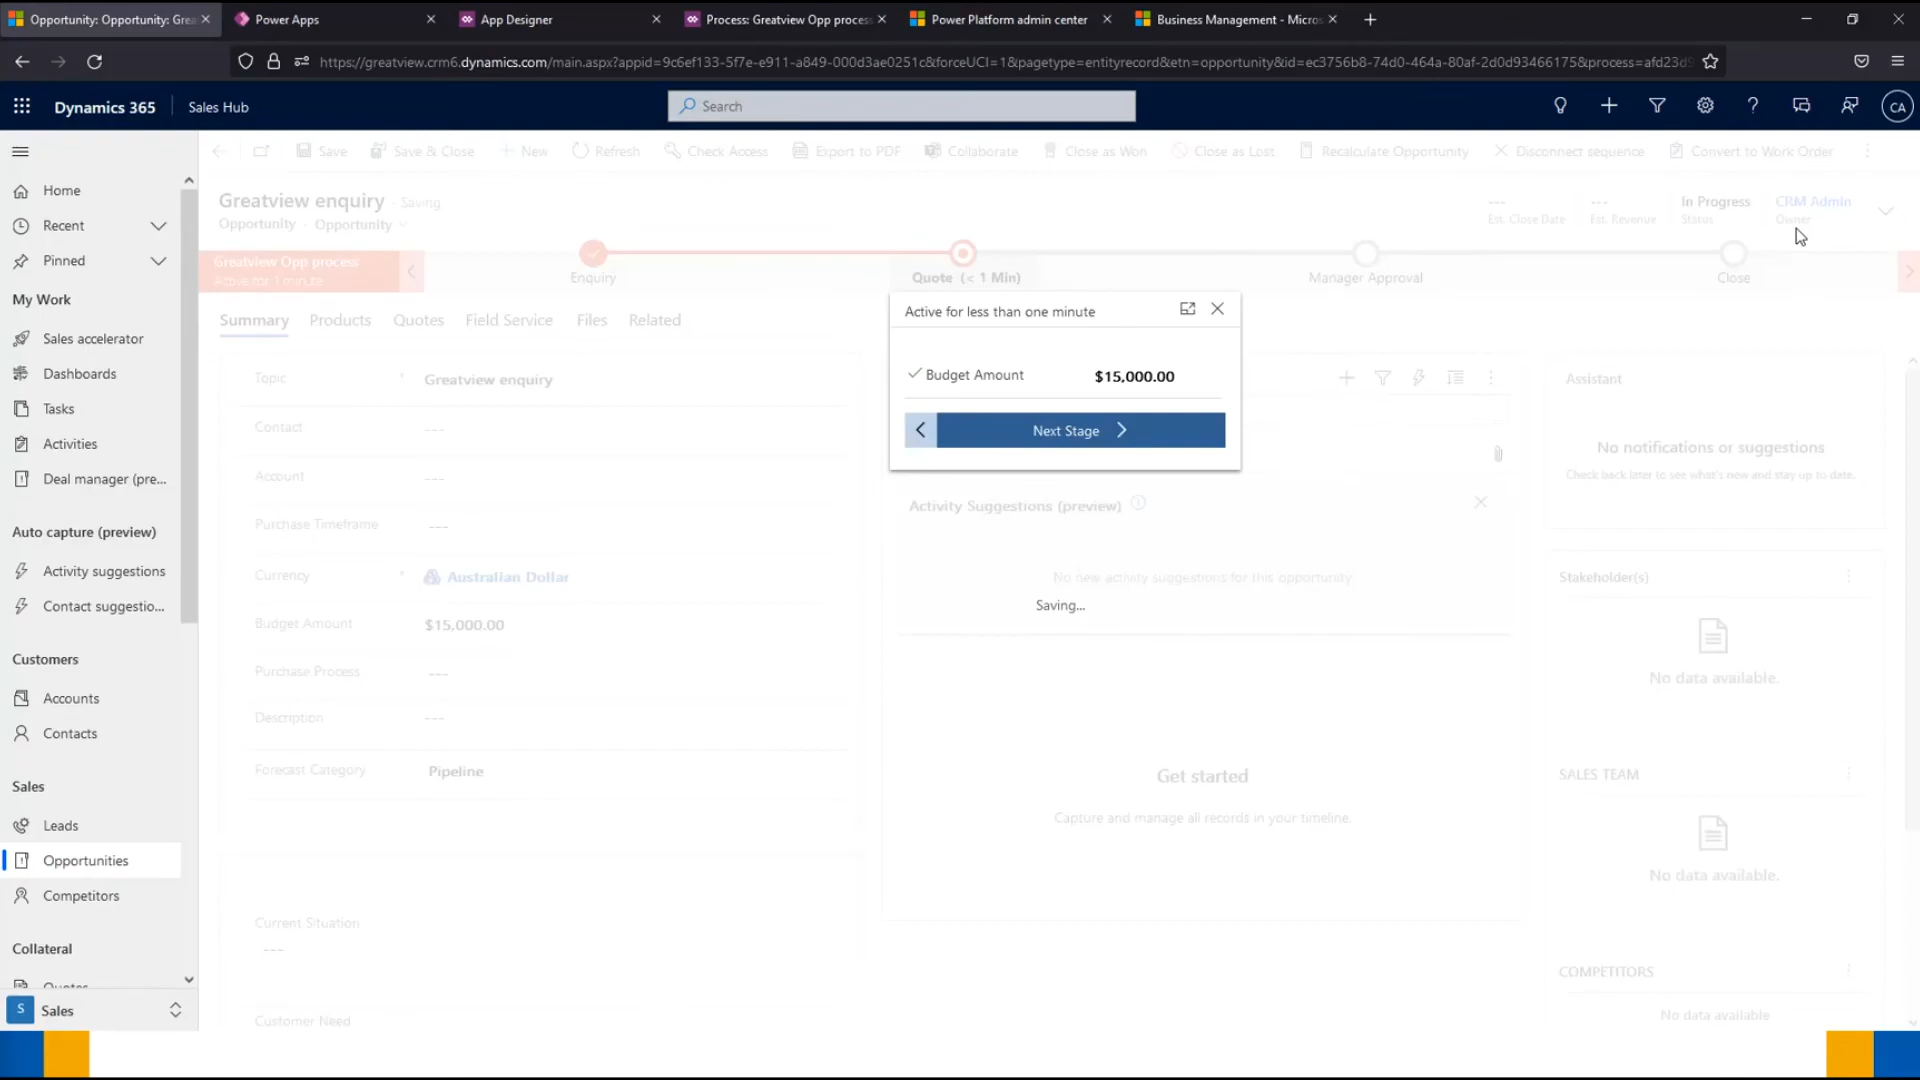 Opportunity: Opportunity: Grea
Power Apps
App Designer
Process: Greatview Opp process
Power Platform admin center
Business Management - Micros
https://greatview.crm6.dynamics.com/main.aspx?appid=9c6ef133-5f7e-e911-a849-000d3ae0251c&forceUCI=1&pagetype=entityrecord&etn=opportunity&id=ec3756b8-74d0-464a-80af-2d0d93466175&process=afd23d9
Dynamics 365
Sales Hub
Search
CA
Save
Save & Close
New
Refresh
Check Access
Export to PDF
Collaborate
Close as Won
Close as Lost
Recalculate Opportunity
Disconnect sequence
Convert to Work Order
Home
Recent
Pinned
My Work
Sales accelerator
Dashboards
Tasks
Activities
Deal manager (pre...
Auto capture (preview)
Activity suggestions
Contact suggestio...
Customers
Accounts
Contacts
Sales
Leads
Opportunities
Competitors
Collateral
Quotes
S Sales
Greatview enquiry - Saving
Opportunity · Opportunity
---
Est. Close Date
---
Est. Revenue
In Progress
Status
CRM Admin
Owner
Greatview Opp process
Active for 1 minute
Enquiry
Quote (< 1 Min)
Manager Approval
Close
Summary
Products
Quotes
Field Service
Files
Related
Active for less than one minute
Budget Amount
$15,000.00
Next Stage
Topic * Greatview enquiry
Contact ---
Account ---
Purchase Timeframe ---
Currency * Australian Dollar
Budget Amount $15,000.00
Purchase Process ---
Description ---
Forecast Category Pipeline
Current Situation
---
Customer Need
Activity Suggestions (preview)
No new activity suggestions for this opportunity
Saving...
Get started
Capture and manage all records in your timeline.
Assistant
No notifications or suggestions
Check back later to see what's new and stay up to date.
Stakeholder(s)
No data available.
SALES TEAM
No data available.
COMPETITORS
No data available